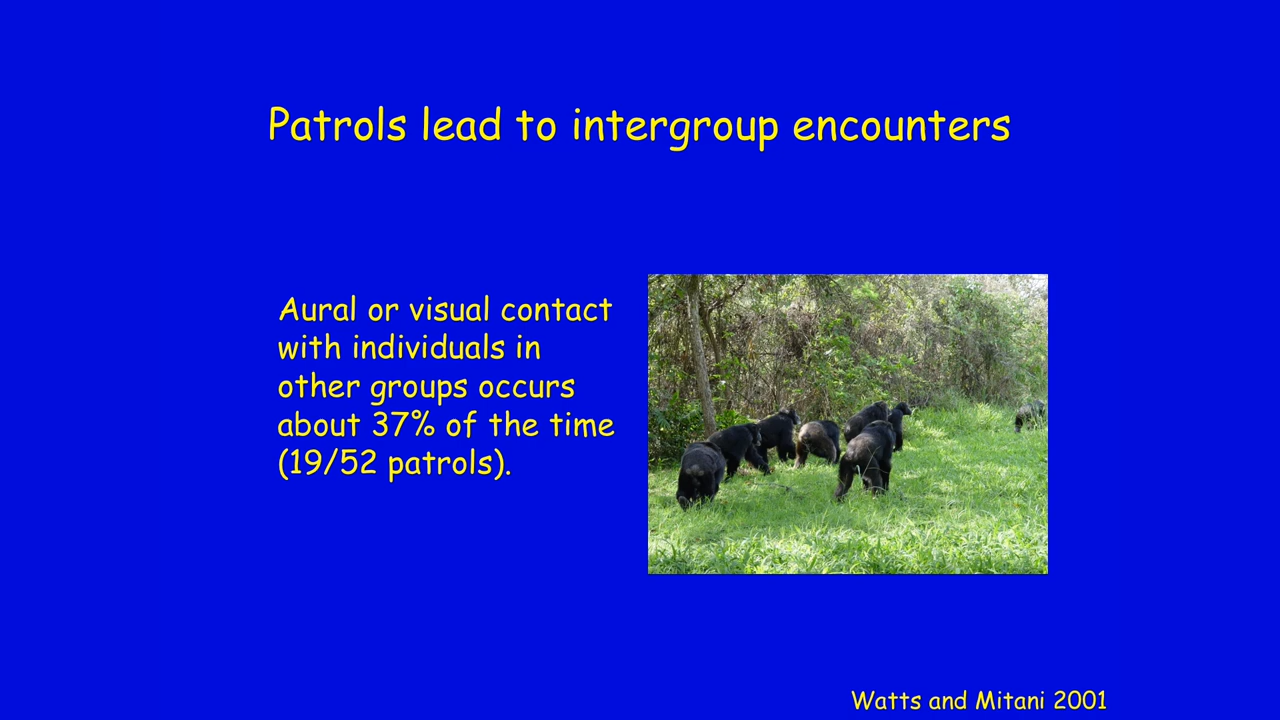 Patrols lead to intergroup encounters
Aural or visual contact
with individuals in
other groups occurs
about 37% of the time
(19/52 patrols).
Watts and Mitani 2001